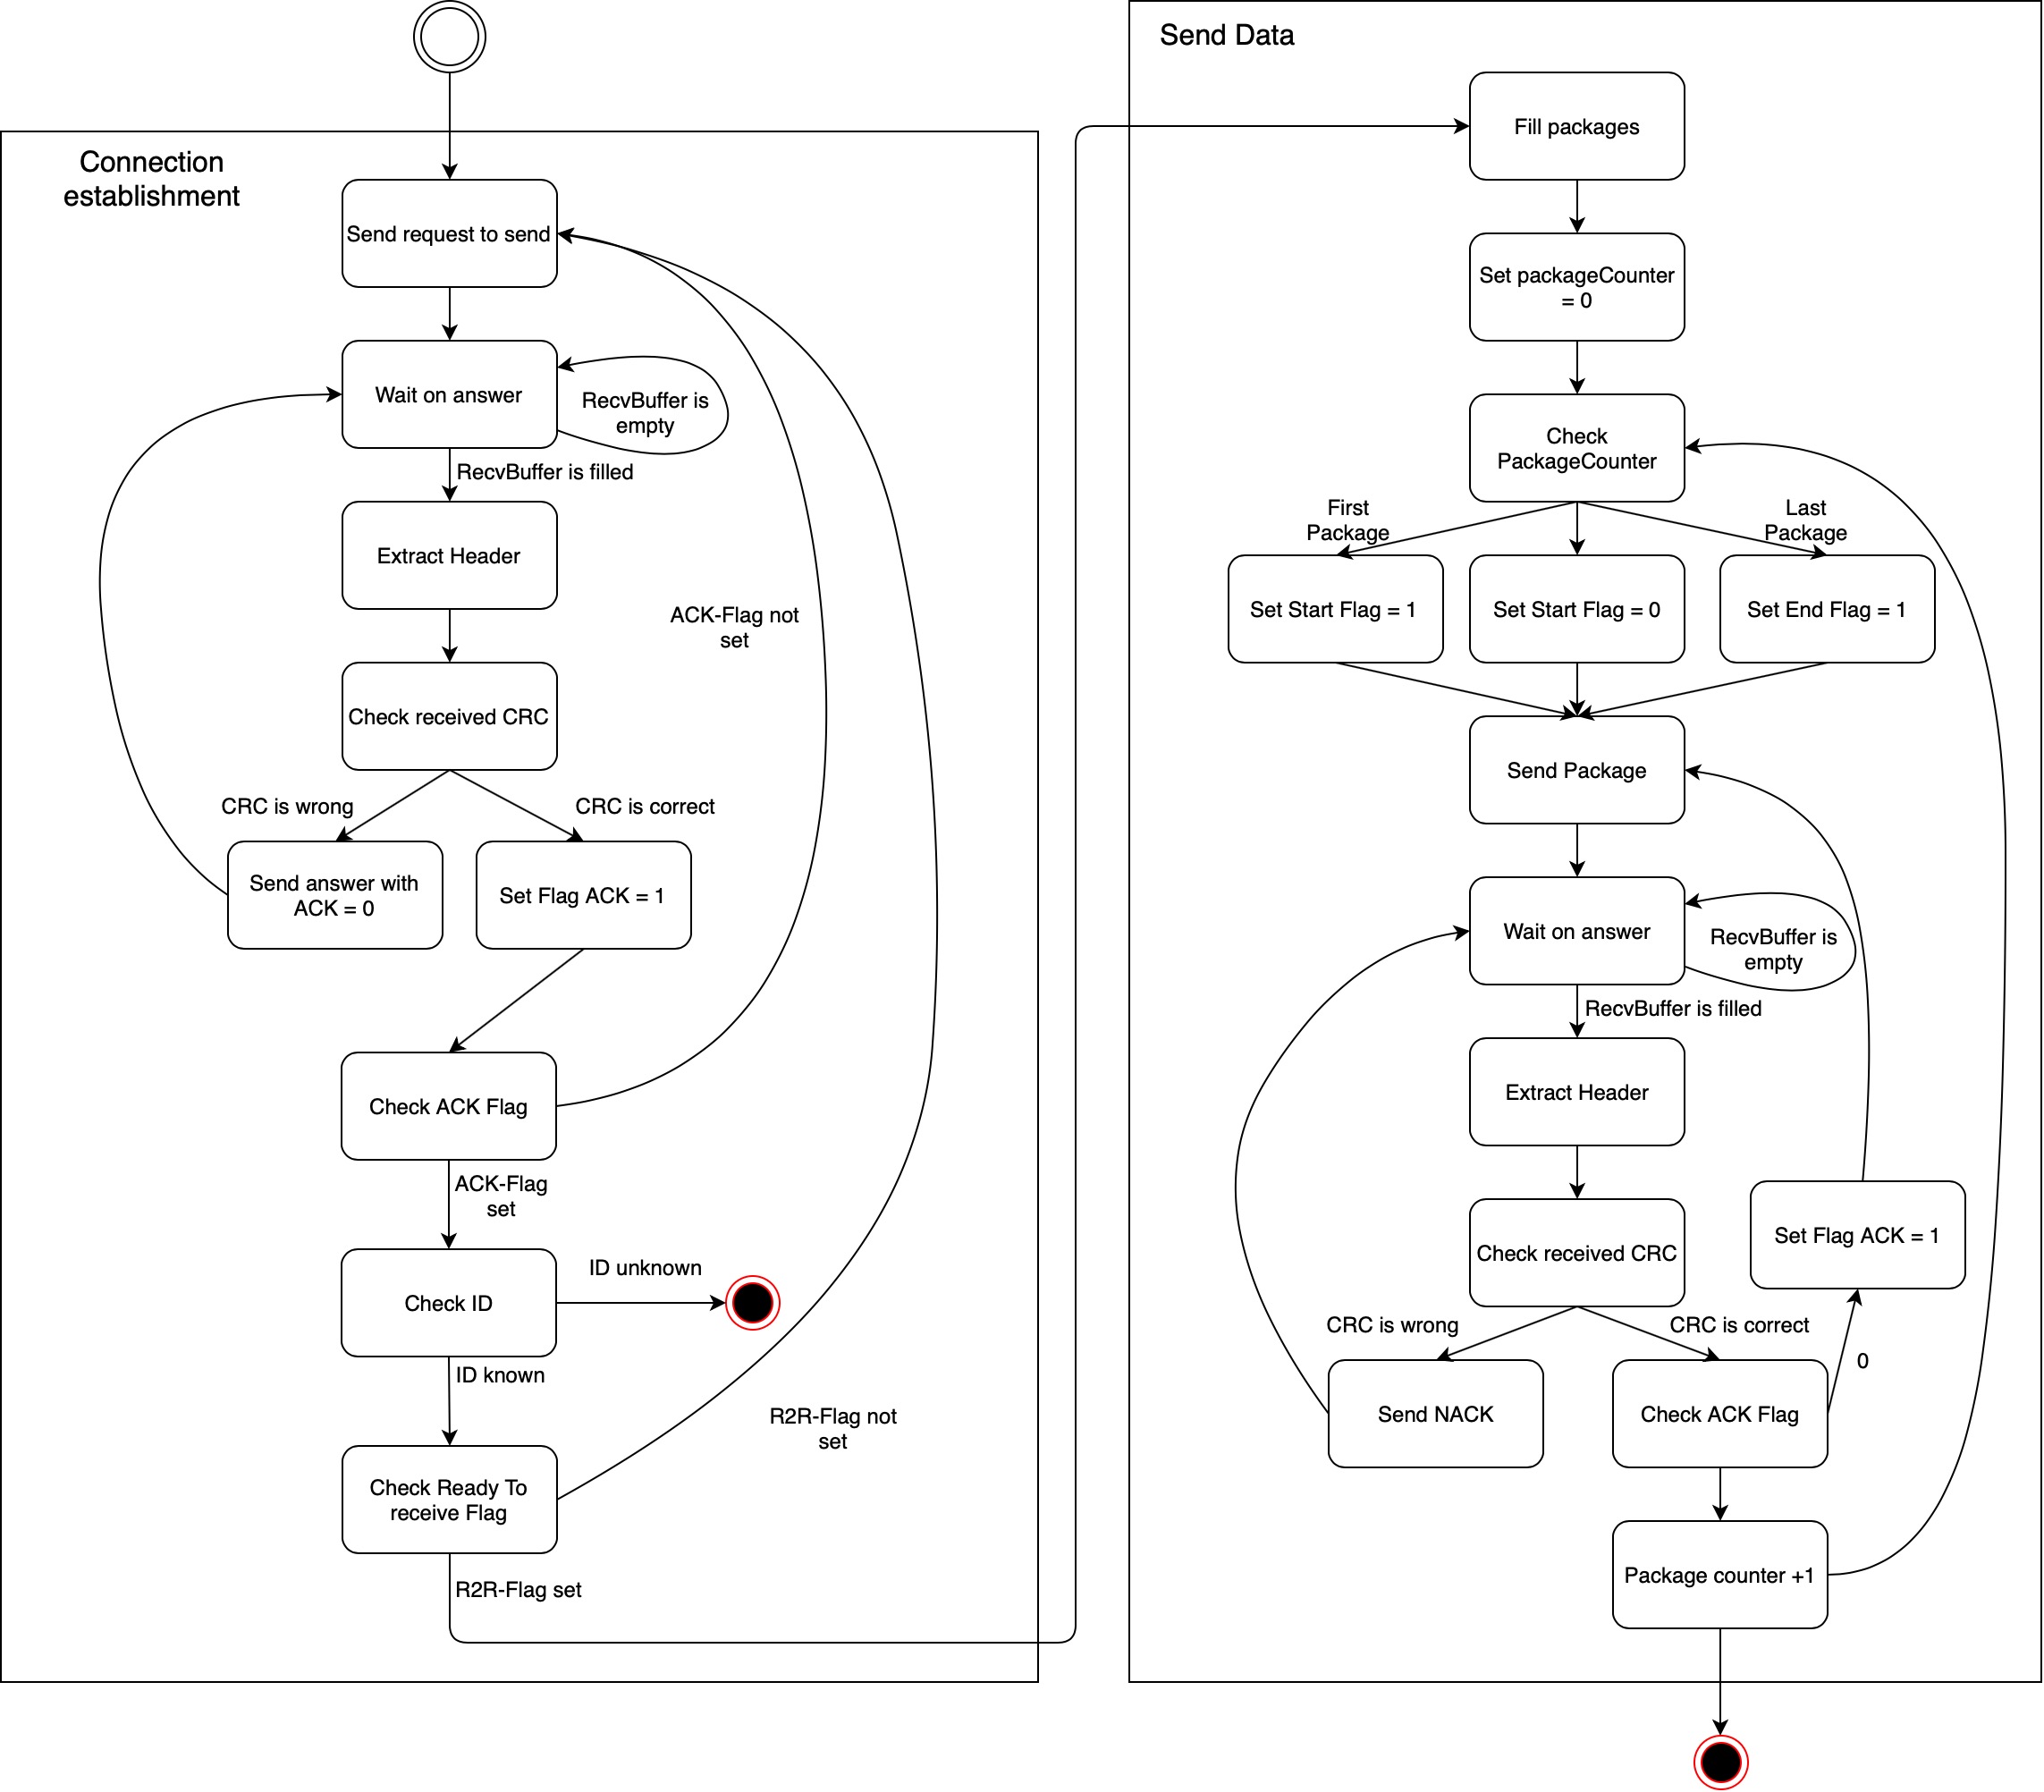 Connection
establishment
Send request to send
Wait on answer
RecvBuffer is
empty
RecvBuffer is filled
Extract Header
ACK-Flag not
set
Check received CRC
CRC is wrong
CRC is correct
Send answer with
ACK = 0
Set Flag ACK = 1
Check ACK Flag
ACK-Flag
set
Check ID
ID unknown
ID known
R2R-Flag not
set
Check Ready To
receive Flag
R2R-Flag set
Send Data
Fill packages
Set packageCounter
= 0
Check
PackageCounter
First
Package
Last
Package
Set Start Flag = 1
Set Start Flag = 0
Set End Flag = 1
Send Package
Wait on answer
RecvBuffer is
empty
RecvBuffer is filled
Extract Header
Set Flag ACK = 1
Check received CRC
CRC is wrong
CRC is correct
0
Send NACK
Check ACK Flag
Package counter +1